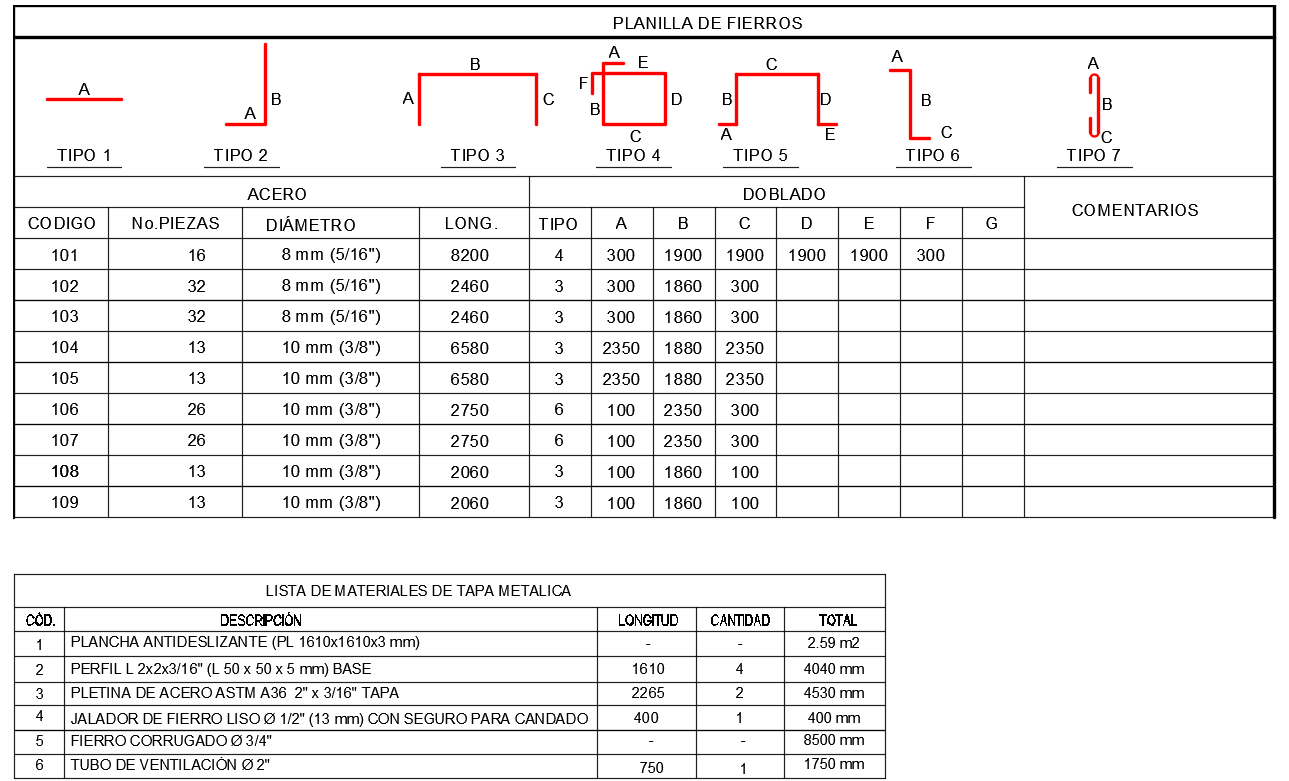 PLANILLA DE FIERROS
A
TIPO 1
A B
TIPO 2
A B C
TIPO 3
A E F B D C
TIPO 4
C B D A E
TIPO 5
A B C
TIPO 6
A B C
TIPO 7
ACERO DOBLADO COMENTARIOS
CODIGO No.PIEZAS DIÁMETRO LONG. TIPO A B C D E F G
101 16 8 mm (5/16") 8200 4 300 1900 1900 1900 1900 300
102 32 8 mm (5/16") 2460 3 300 1860 300
103 32 8 mm (5/16") 2460 3 300 1860 300
104 13 10 mm (3/8") 6580 3 2350 1880 2350
105 13 10 mm (3/8") 6580 3 2350 1880 2350
106 26 10 mm (3/8") 2750 6 100 2350 300
107 26 10 mm (3/8") 2750 6 100 2350 300
108 13 10 mm (3/8") 2060 3 100 1860 100
109 13 10 mm (3/8") 2060 3 100 1860 100
LISTA DE MATERIALES DE TAPA METALICA
CÓD. DESCRIPCIÓN LONGITUD CANTIDAD TOTAL
1 PLANCHA ANTIDESLIZANTE (PL 1610x1610x3 mm) - - 2.59 m2
2 PERFIL L 2x2x3/16" (L 50 x 50 x 5 mm) BASE 1610 4 4040 mm
3 PLETINA DE ACERO ASTM A36 2" x 3/16" TAPA 2265 2 4530 mm
4 JALADOR DE FIERRO LISO Ø 1/2" (13 mm) CON SEGURO PARA CANDADO 400 1 400 mm
5 FIERRO CORRUGADO Ø 3/4" - - 8500 mm
6 TUBO DE VENTILACIÓN Ø 2" 750 1 1750 mm